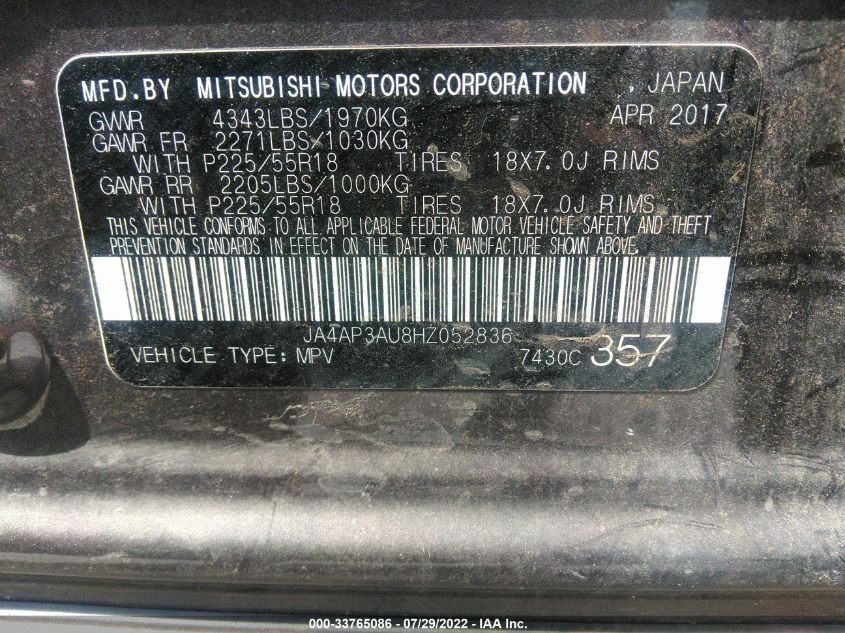 MFD.BY MITSUBISHI MOTORS CORPORATION , JAPAN
GVWR 4343LBS/1970KG APR 2017
GAWR FR 2271LBS/1030KG
WITH P225/55R18 TIRES 18X7.0J RIMS
GAWR RR 2205LBS/1000KG
WITH P225/55R18 TIRES 18X7.0J RIMS
THIS VEHICLE CONFORMS TO ALL APPLICABLE FEDERAL MOTOR VEHICLE SAFETY AND THEFT
PREVENTION STANDARDS IN EFFECT ON THE DATE OF MANUFACTURE SHOWN ABOVE.
JA4AP3AU8HZ052836
VEHICLE TYPE: MPV 7430C 357
000-33765086 - 07/29/2022 - IAA Inc.